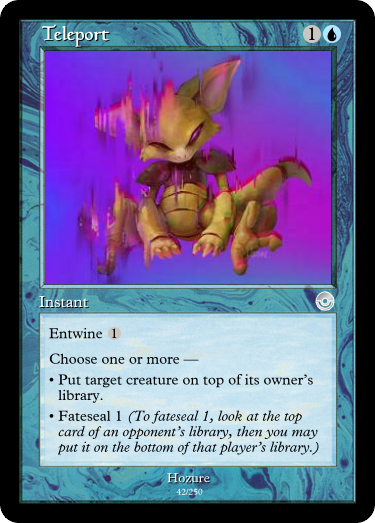 Teleport 1
Instant
Entwine 1
Choose one or more —
• Put target creature on top of its owner's
library.
• Fateseal 1 (To fateseal 1, look at the top
card of an opponent's library, then you may
put it on the bottom of that player's library.)
Hozure
42/250